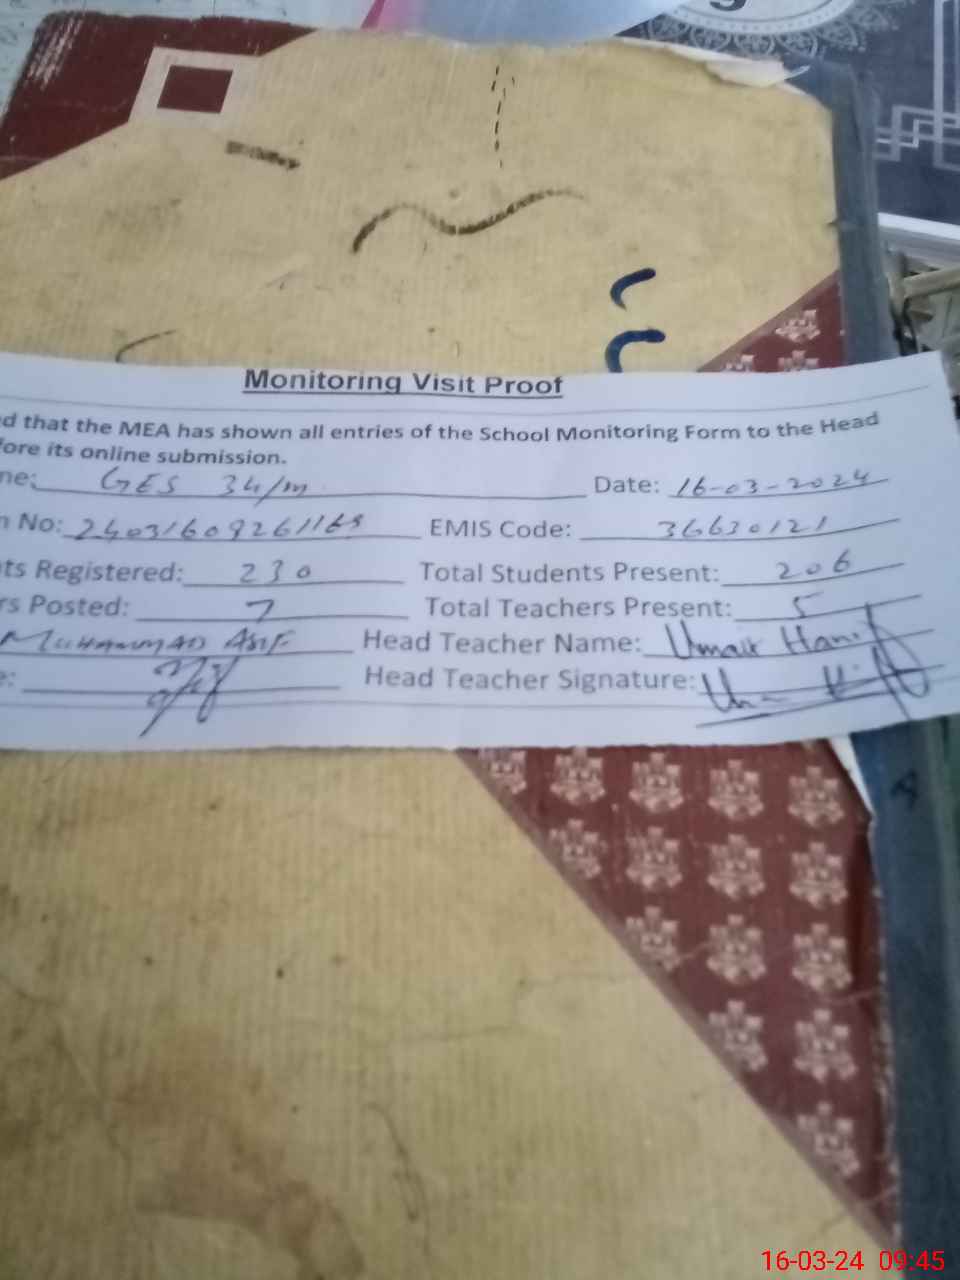 Monitoring Visit Proof
d that the MEA has shown all entries of the School Monitoring Form to the Head
fore its online submission.
me: GES 34/m Date: 16-03-2024
n No: 24031609261168 EMIS Code: 36630121
ts Registered: 230 Total Students Present: 206
rs Posted: 7 Total Teachers Present: 5
MUHAMMAD ASIF Head Teacher Name: Umair Hanif
e: Head Teacher Signature:
16-03-24 09:45